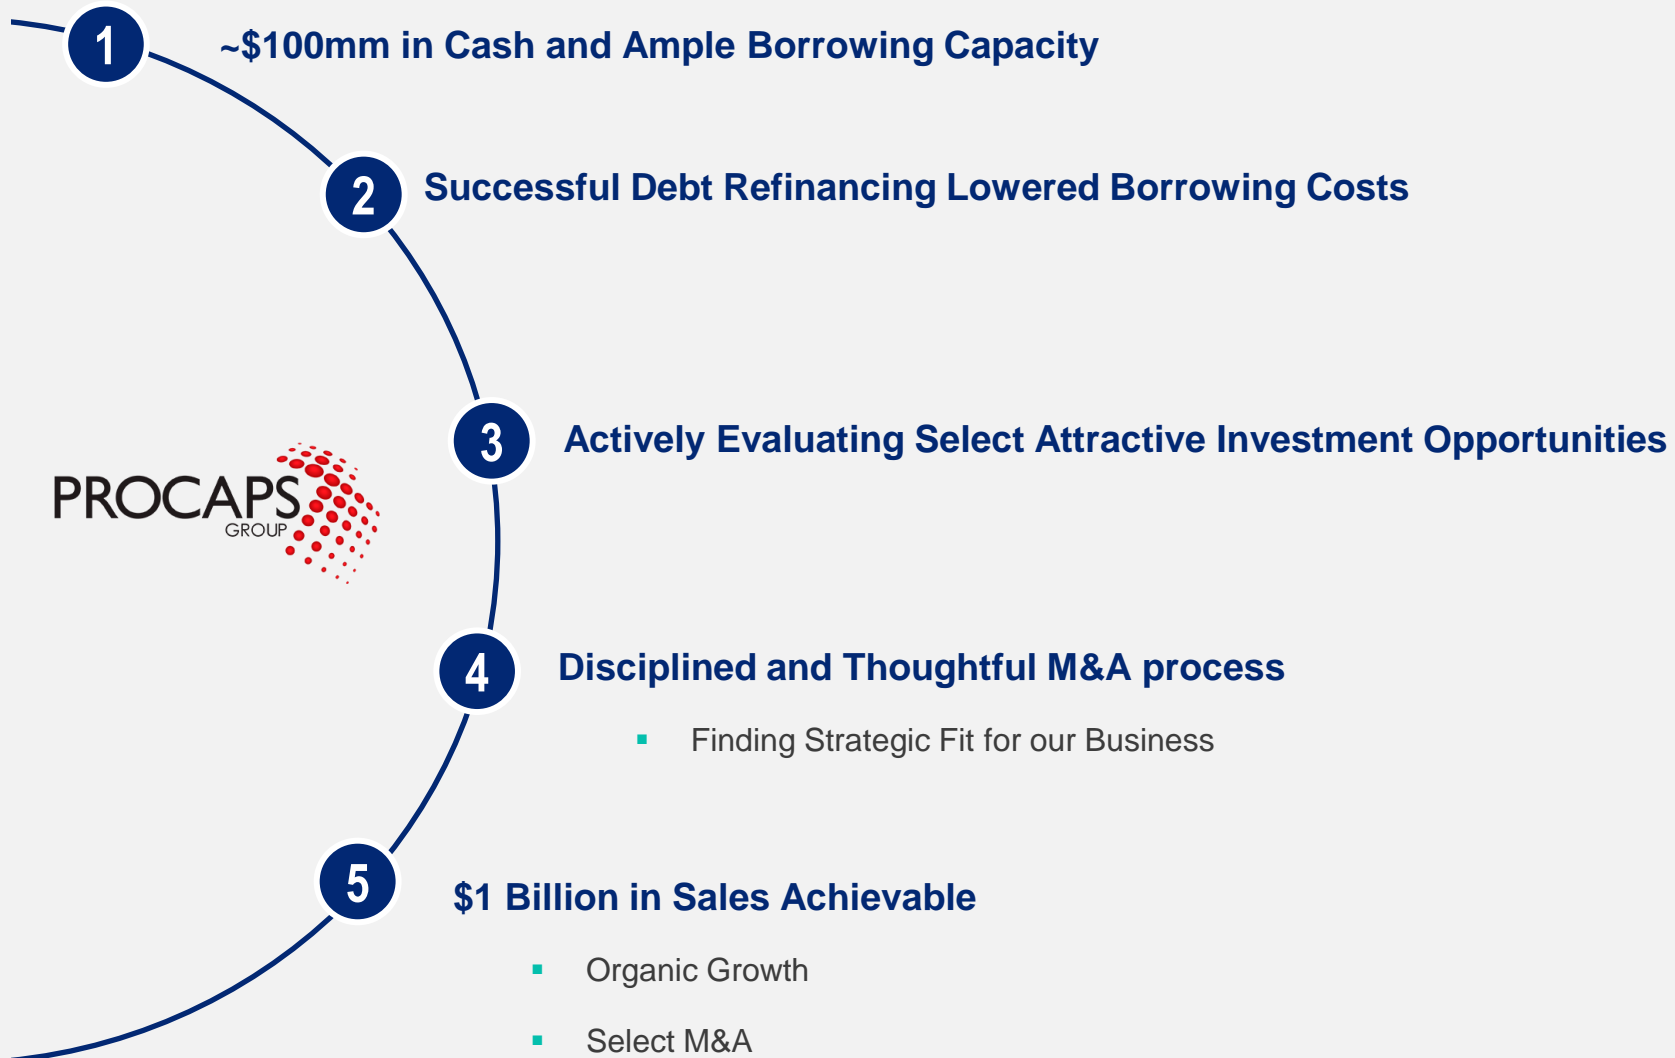 1
~$100mm in Cash and Ample Borrowing Capacity
2
Successful Debt Refinancing Lowered Borrowing Costs
3
Actively Evaluating Select Attractive Investment Opportunities
PROCAPS
GROUP
4
Disciplined and Thoughtful M&A process
▪ Finding Strategic Fit for our Business
5
$1 Billion in Sales Achievable
▪ Organic Growth
▪ Select M&A